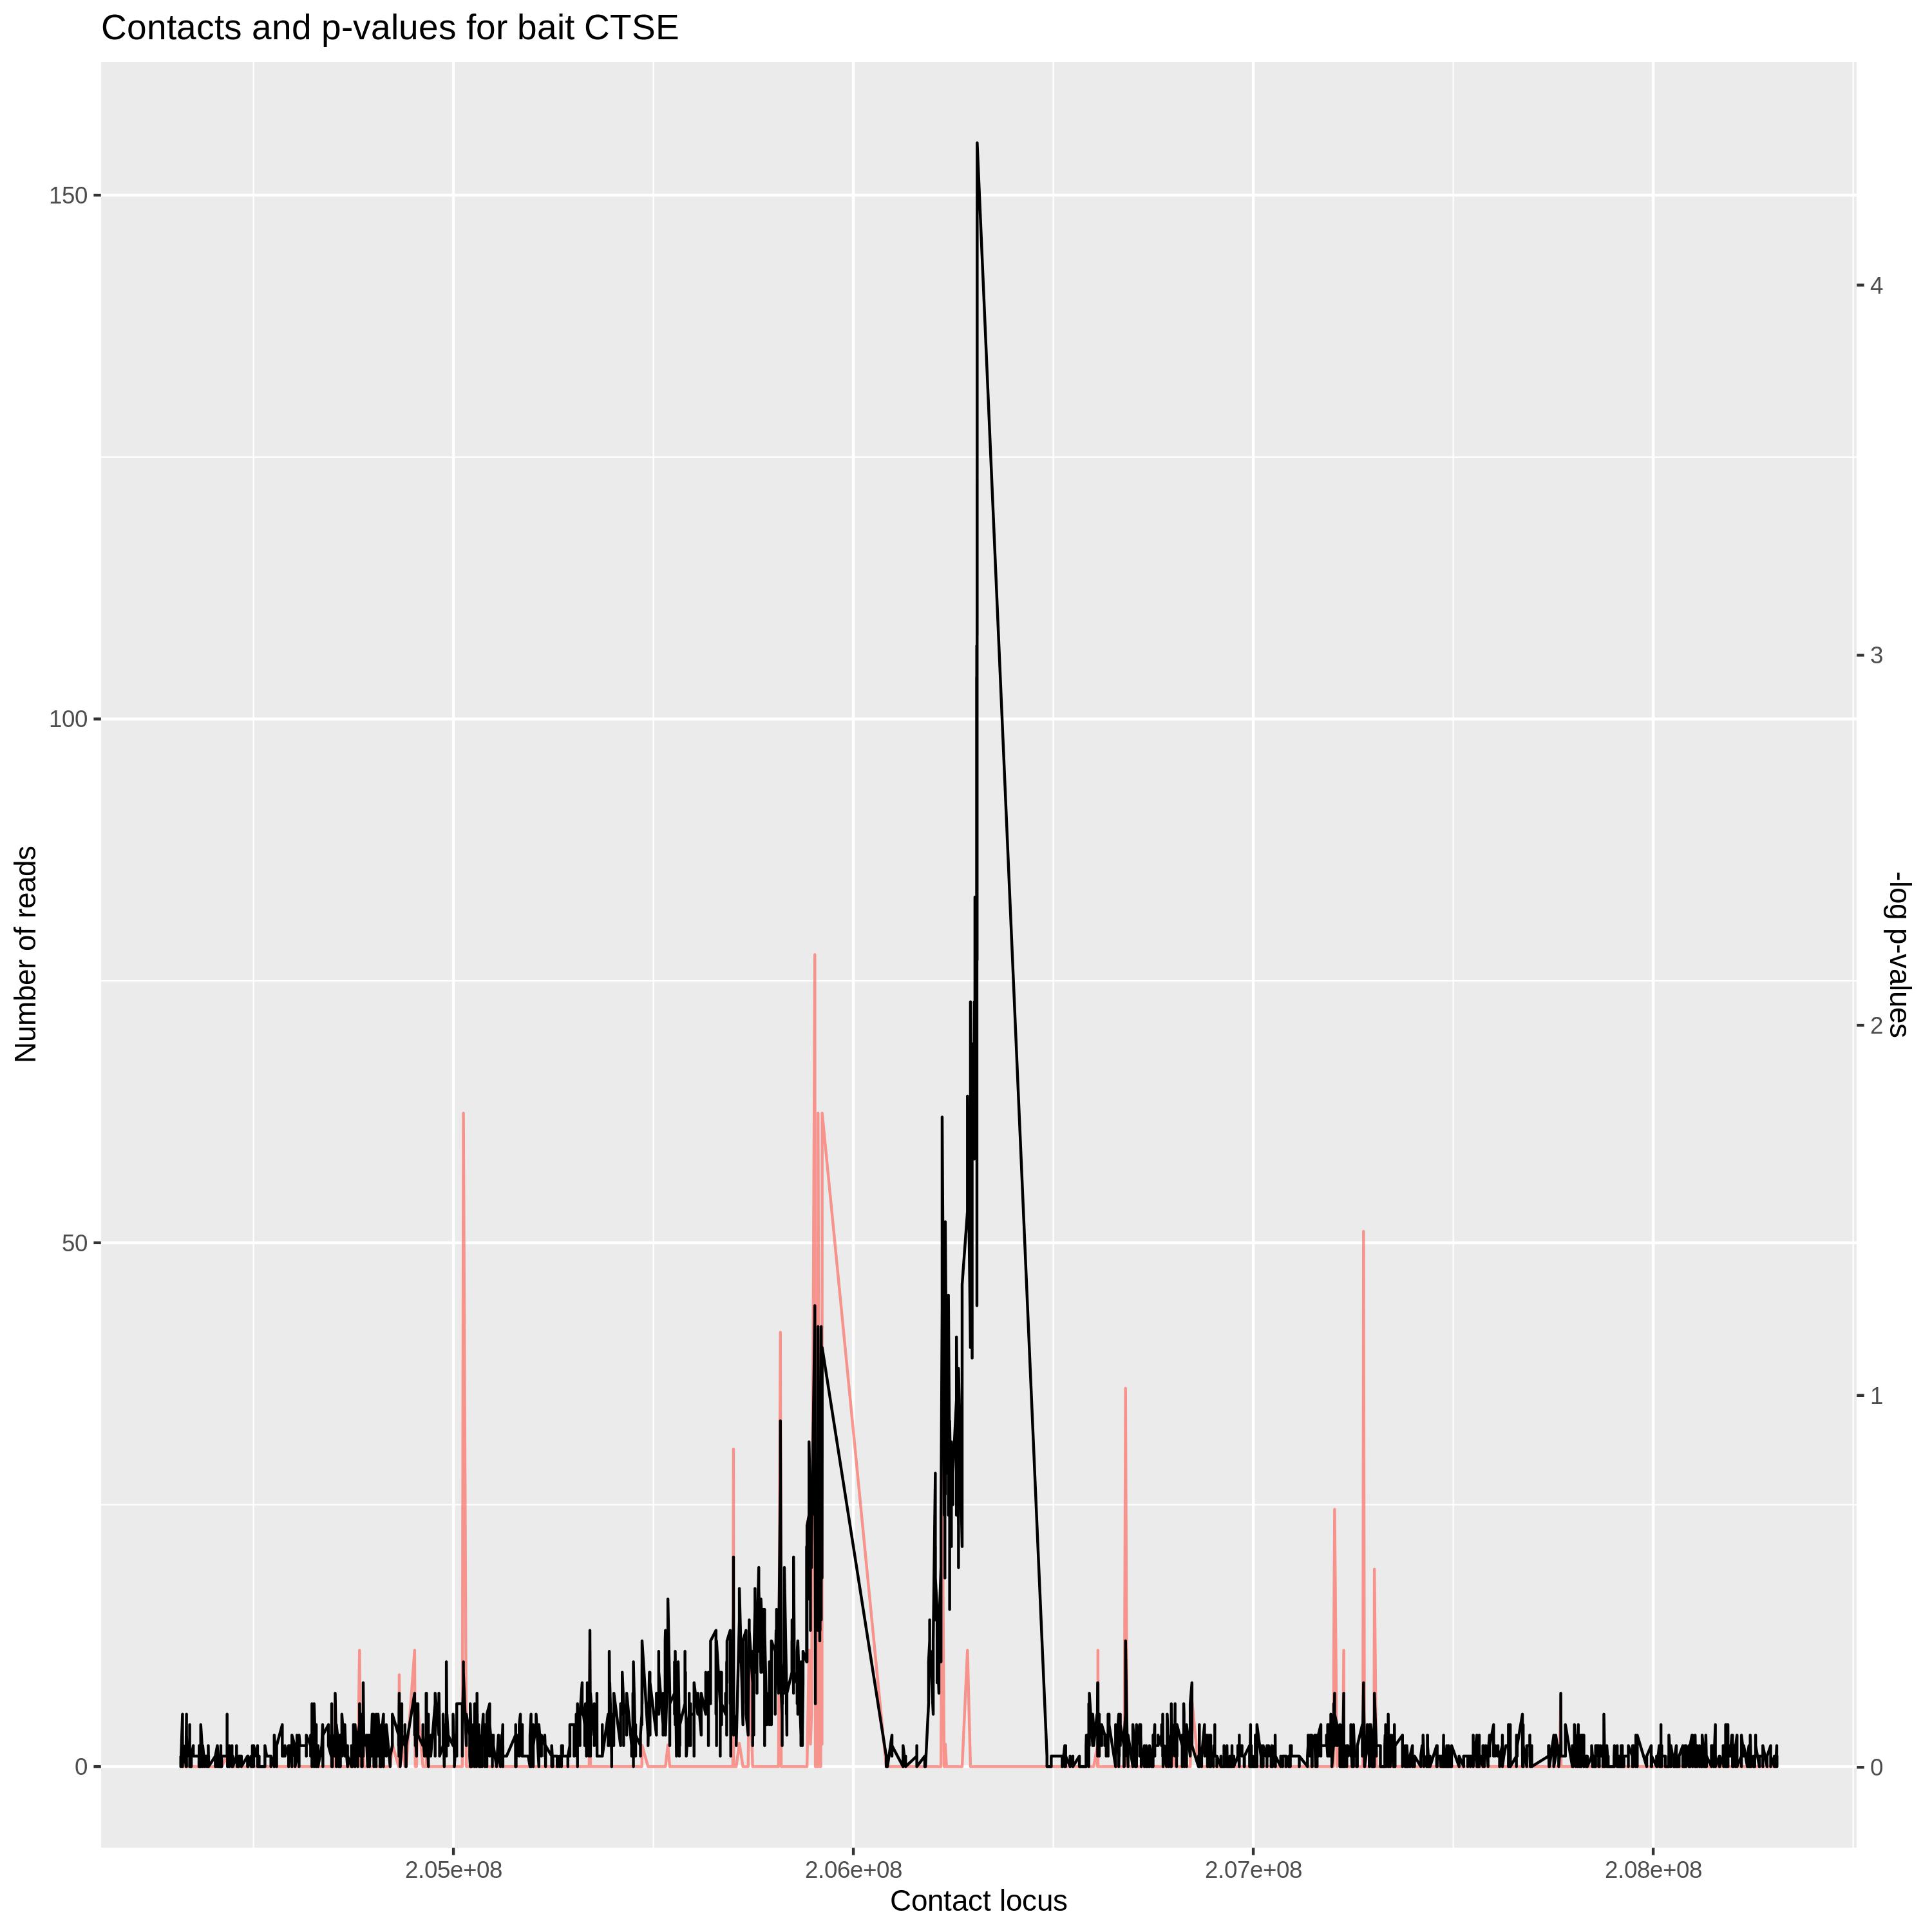 Contacts and p-values for bait CTSE
150
100
50
0
Number of reads
4
3
2
1
0
-log p-values
2.05e+08 2.06e+08 2.07e+08 2.08e+08
Contact locus